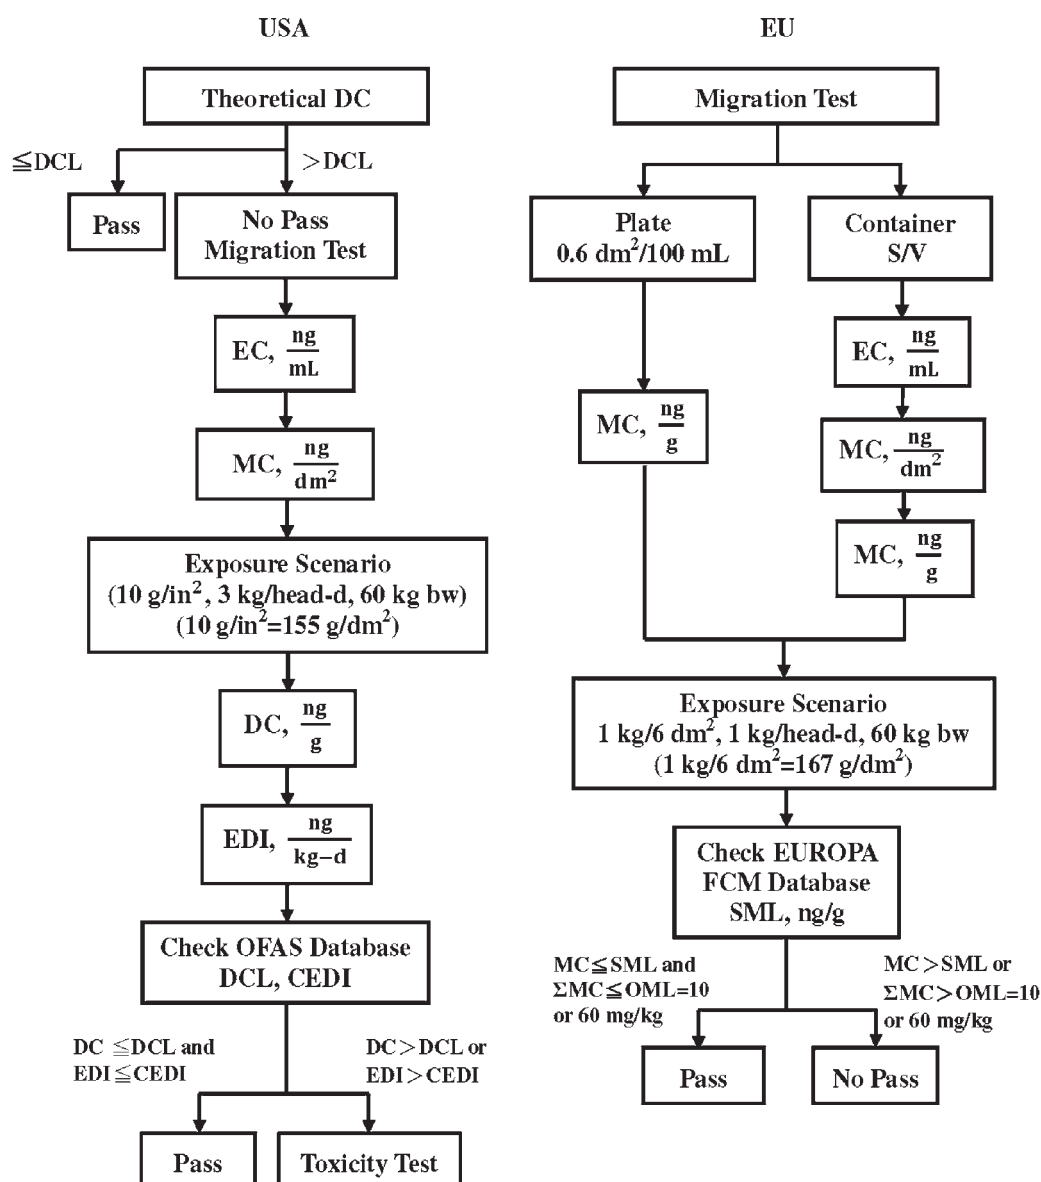 USA
Theoretical DC
≦DCL
>DCL
Pass
No Pass
Migration Test
EC, ng/mL
MC, ng/dm²
Exposure Scenario
(10 g/in², 3 kg/head-d, 60 kg bw)
(10 g/in²=155 g/dm²)
DC, ng/g
EDI, ng/kg−d
Check OFAS Database
DCL, CEDI
DC ≦DCL and
EDI≦CEDI
DC>DCL or
EDI>CEDI
Pass
Toxicity Test
EU
Migration Test
Plate
0.6 dm²/100 mL
Container
S/V
MC, ng/g
EC, ng/mL
MC, ng/dm²
MC, ng/g
Exposure Scenario
1 kg/6 dm², 1 kg/head-d, 60 kg bw
(1 kg/6 dm²=167 g/dm²)
Check EUROPA
FCM Database
SML, ng/g
MC≦SML and
ΣMC≦OML=10
or 60 mg/kg
MC>SML or
ΣMC>OML=10
or 60 mg/kg
Pass
No Pass